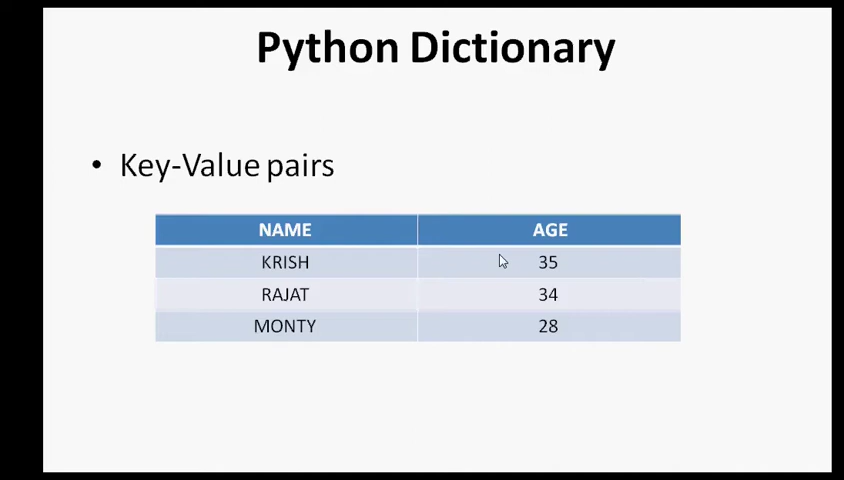 Python Dictionary
• Key-Value pairs
NAME AGE
KRISH 35
RAJAT 34
MONTY 28